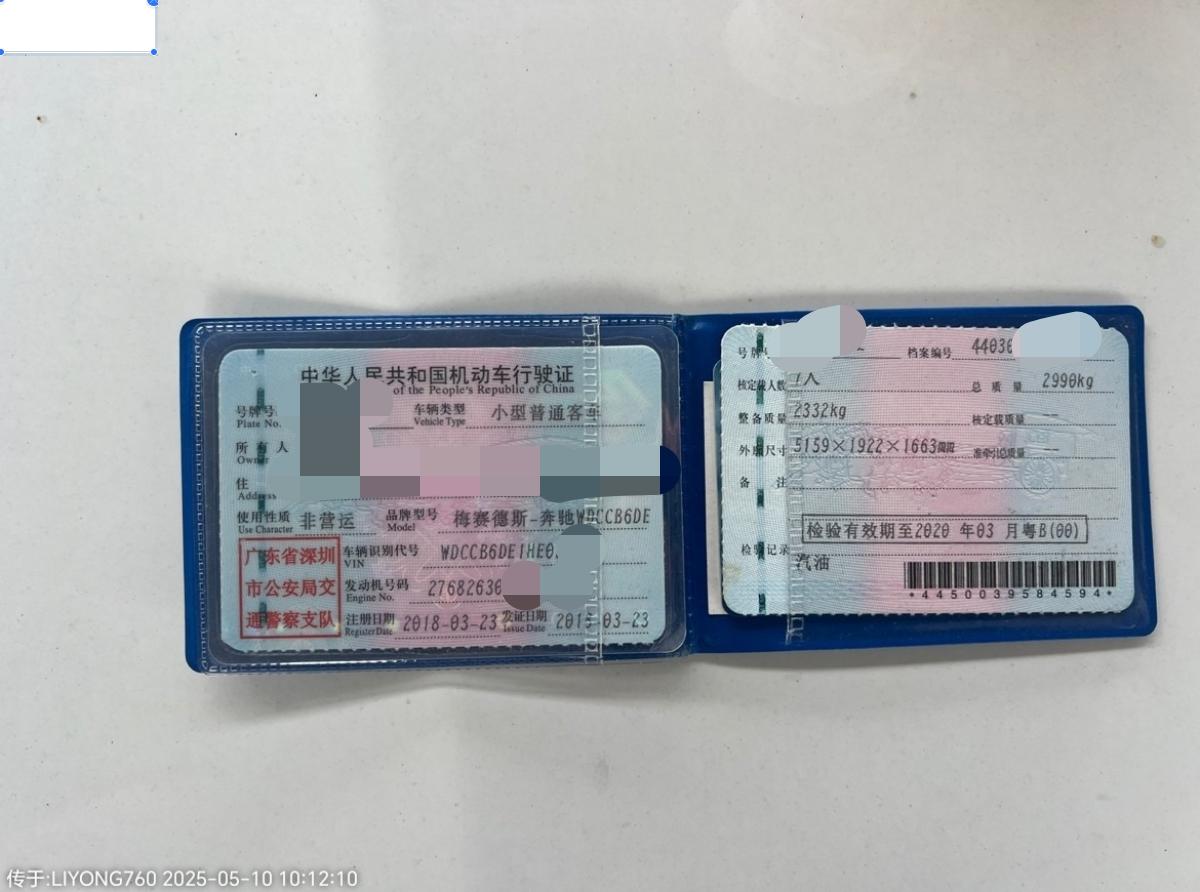 中华人民共和国机动车行驶证
of the People's Republic of China
号牌号
Plate No.
车辆类型
Vehicle Type
小型普通客车
所有人
Owner
住
Address
使用性质
Use Character
非营运
品牌型号
Model
梅赛德斯-奔驰WDCCB6DE
广东省深圳
市公安局交
通警察支队
车辆识别代号
VIN
WDCCB6DE1HE0
发动机号码
Engine No.
27682630
注册日期
Register Date
2018-03-23
发证日期
Issue Date
03-23
号牌号
档案编号 44030
核定载人数
总质量 2990kg
整备质量 2332kg
核定载质量 --
外廓尺寸 5159×1922×1663mm
准牵引总质量 --
备注
检验有效期至2020年03月粤B(00)
检验记录
汽油
*4450039584594*
传于:LIYONG760 2025-05-10 10:12:10